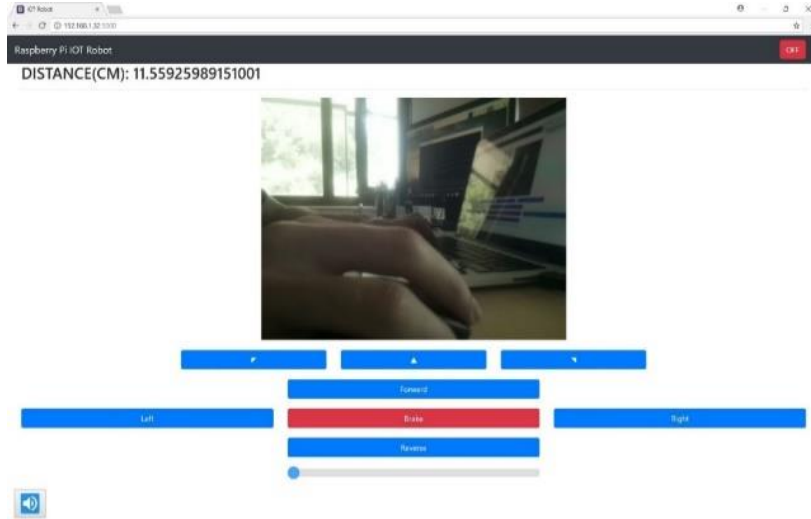 IOT Robot
Raspberry Pi IOT Robot
OFF
DISTANCE(CM): 11.55925989151001
Forward
Left
Brake
Right
Reverse